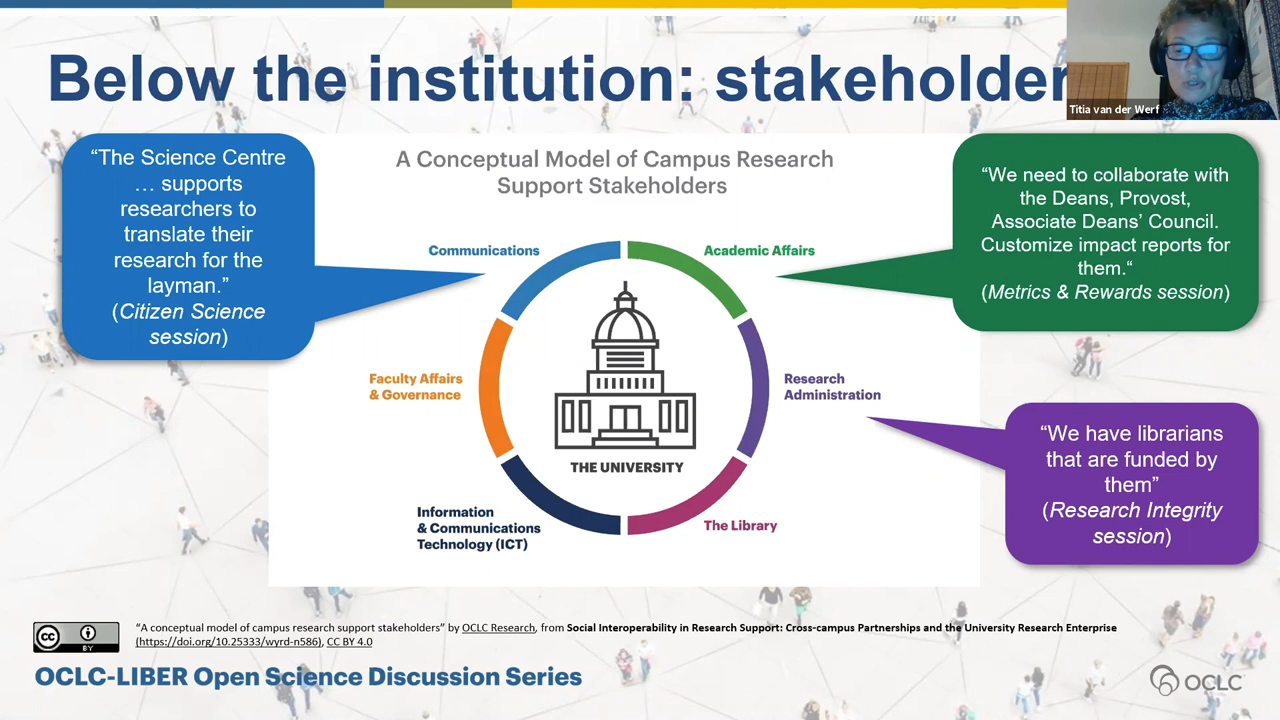 Below the institution: stakeholder
Titia van der Werf
“The Science Centre
… supports
researchers to
translate their
research for the
layman.”
(Citizen Science
session)
A Conceptual Model of Campus Research
Support Stakeholders
“We need to collaborate with
the Deans, Provost,
Associate Deans’ Council.
Customize impact reports for
them.“
(Metrics & Rewards session)
Communications
Academic Affairs
Faculty Affairs
& Governance
Research
Administration
THE UNIVERSITY
Information
& Communications
Technology (ICT)
The Library
“We have librarians
that are funded by
them”
(Research Integrity
session)
cc
BY
“A conceptual model of campus research support stakeholders” by OCLC Research, from Social Interoperability in Research Support: Cross-campus Partnerships and the University Research Enterprise
(https://doi.org/10.25333/wyrd-n586), CC BY 4.0
OCLC-LIBER Open Science Discussion Series
OCLC